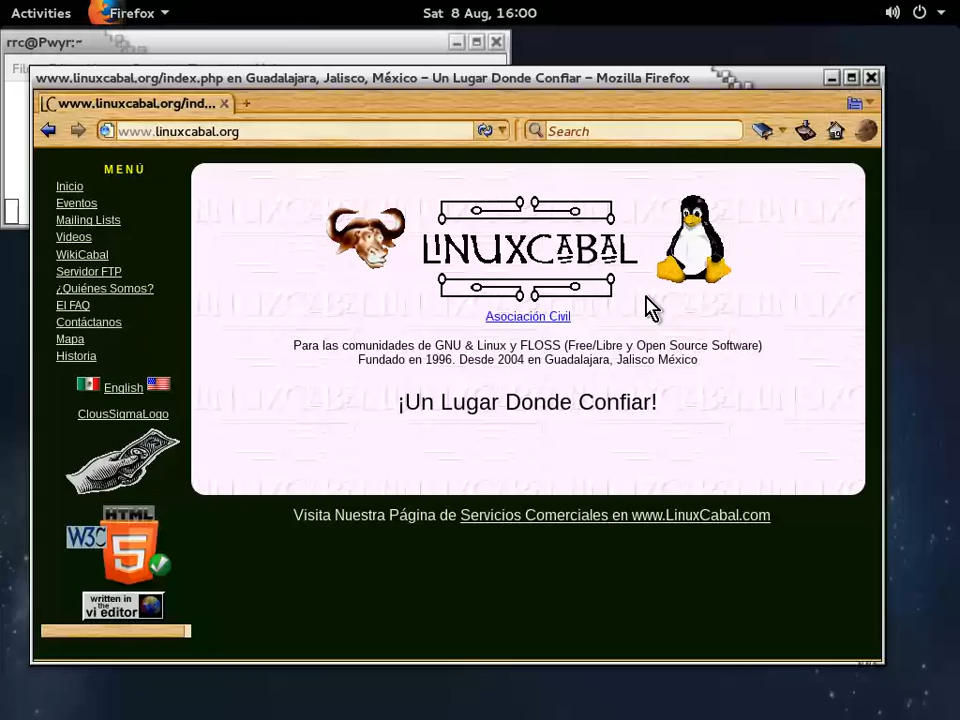 Activities Firefox Sat 8 Aug, 16:00
rrc@Pwyr:~
www.linuxcabal.org/index.php en Guadalajara, Jalisco, México - Un Lugar Donde Confiar - Mozilla Firefox
www.linuxcabal.org/ind...
www.linuxcabal.org
Search
MENÚ
Inicio
Eventos
Mailing Lists
Videos
WikiCabal
Servidor FTP
¿Quiénes Somos?
El FAQ
Contáctanos
Mapa
Historia
English
ClousSigmaLogo
HTML
W3C
5
written in
the
vi editor
LINUXCABAL
Asociación Civil
Para las comunidades de GNU & Linux y FLOSS (Free/Libre y Open Source Software)
Fundado en 1996. Desde 2004 en Guadalajara, Jalisco México
¡Un Lugar Donde Confiar!
Visita Nuestra Página de Servicios Comerciales en www.LinuxCabal.com